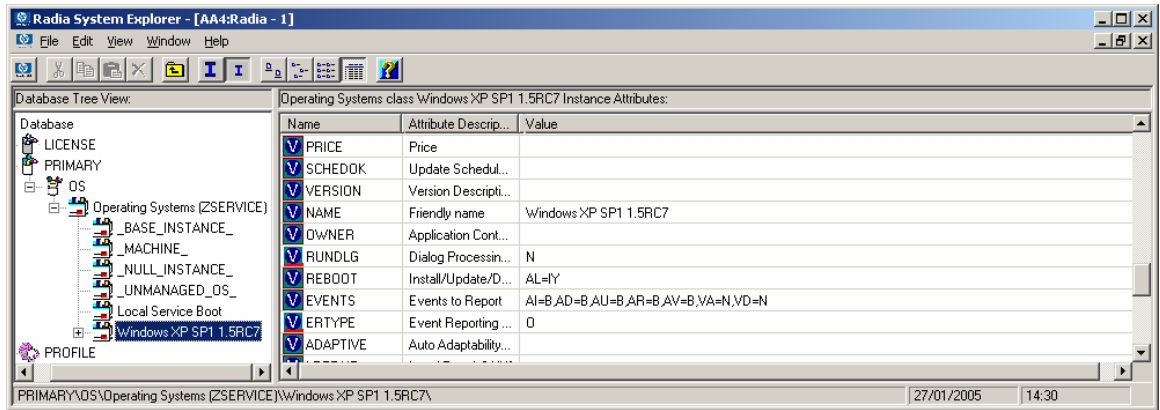 Radia System Explorer - [AA4:Radia - 1]
File Edit View Window Help
Database Tree View:
Operating Systems class Windows XP SP1 1.5RC7 Instance Attributes:
Database
LICENSE
PRIMARY
OS
Operating Systems (ZSERVICE)
_BASE_INSTANCE_
_MACHINE_
_NULL_INSTANCE_
_UNMANAGED_OS_
Local Service Boot
Windows XP SP1 1.5RC7
PROFILE
Name Attribute Descrip... Value
V PRICE Price
V SCHEDOK Update Schedul...
V VERSION Version Descripti...
V NAME Friendly name Windows XP SP1 1.5RC7
V OWNER Application Cont...
V RUNDLG Dialog Processin... N
V REBOOT Install/Update/D... AL=IY
V EVENTS Events to Report AI=B,AD=B,AU=B,AR=B,AV=B,VA=N,VD=N
V ERTYPE Event Reporting ... O
V ADAPTIVE Auto Adaptability...
PRIMARY\OS\Operating Systems (ZSERVICE)\Windows XP SP1 1.5RC7\ 27/01/2005 14:30